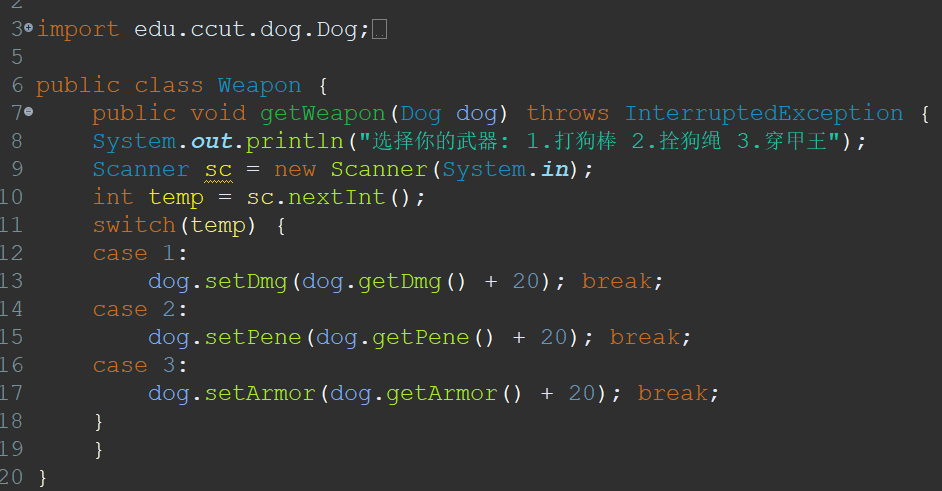 2
3 import edu.ccut.dog.Dog;
5
6 public class Weapon {
7 public void getWeapon(Dog dog) throws InterruptedException {
8 System.out.println("选择你的武器: 1.打狗棒 2.拴狗绳 3.穿甲王");
9 Scanner sc = new Scanner(System.in);
10 int temp = sc.nextInt();
11 switch(temp) {
12 case 1:
13 dog.setDmg(dog.getDmg() + 20); break;
14 case 2:
15 dog.setPene(dog.getPene() + 20); break;
16 case 3:
17 dog.setArmor(dog.getArmor() + 20); break;
18 }
19 }
20 }